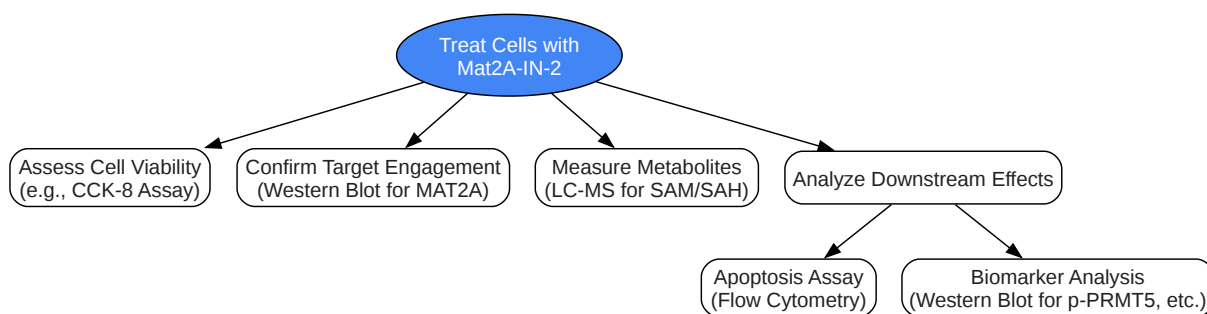 Treat Cells with
Mat2A-IN-2
Assess Cell Viability
(e.g., CCK-8 Assay)
Confirm Target Engagement
(Western Blot for MAT2A)
Measure Metabolites
(LC-MS for SAM/SAH)
Analyze Downstream Effects
Apoptosis Assay
(Flow Cytometry)
Biomarker Analysis
(Western Blot for p-PRMT5, etc.)